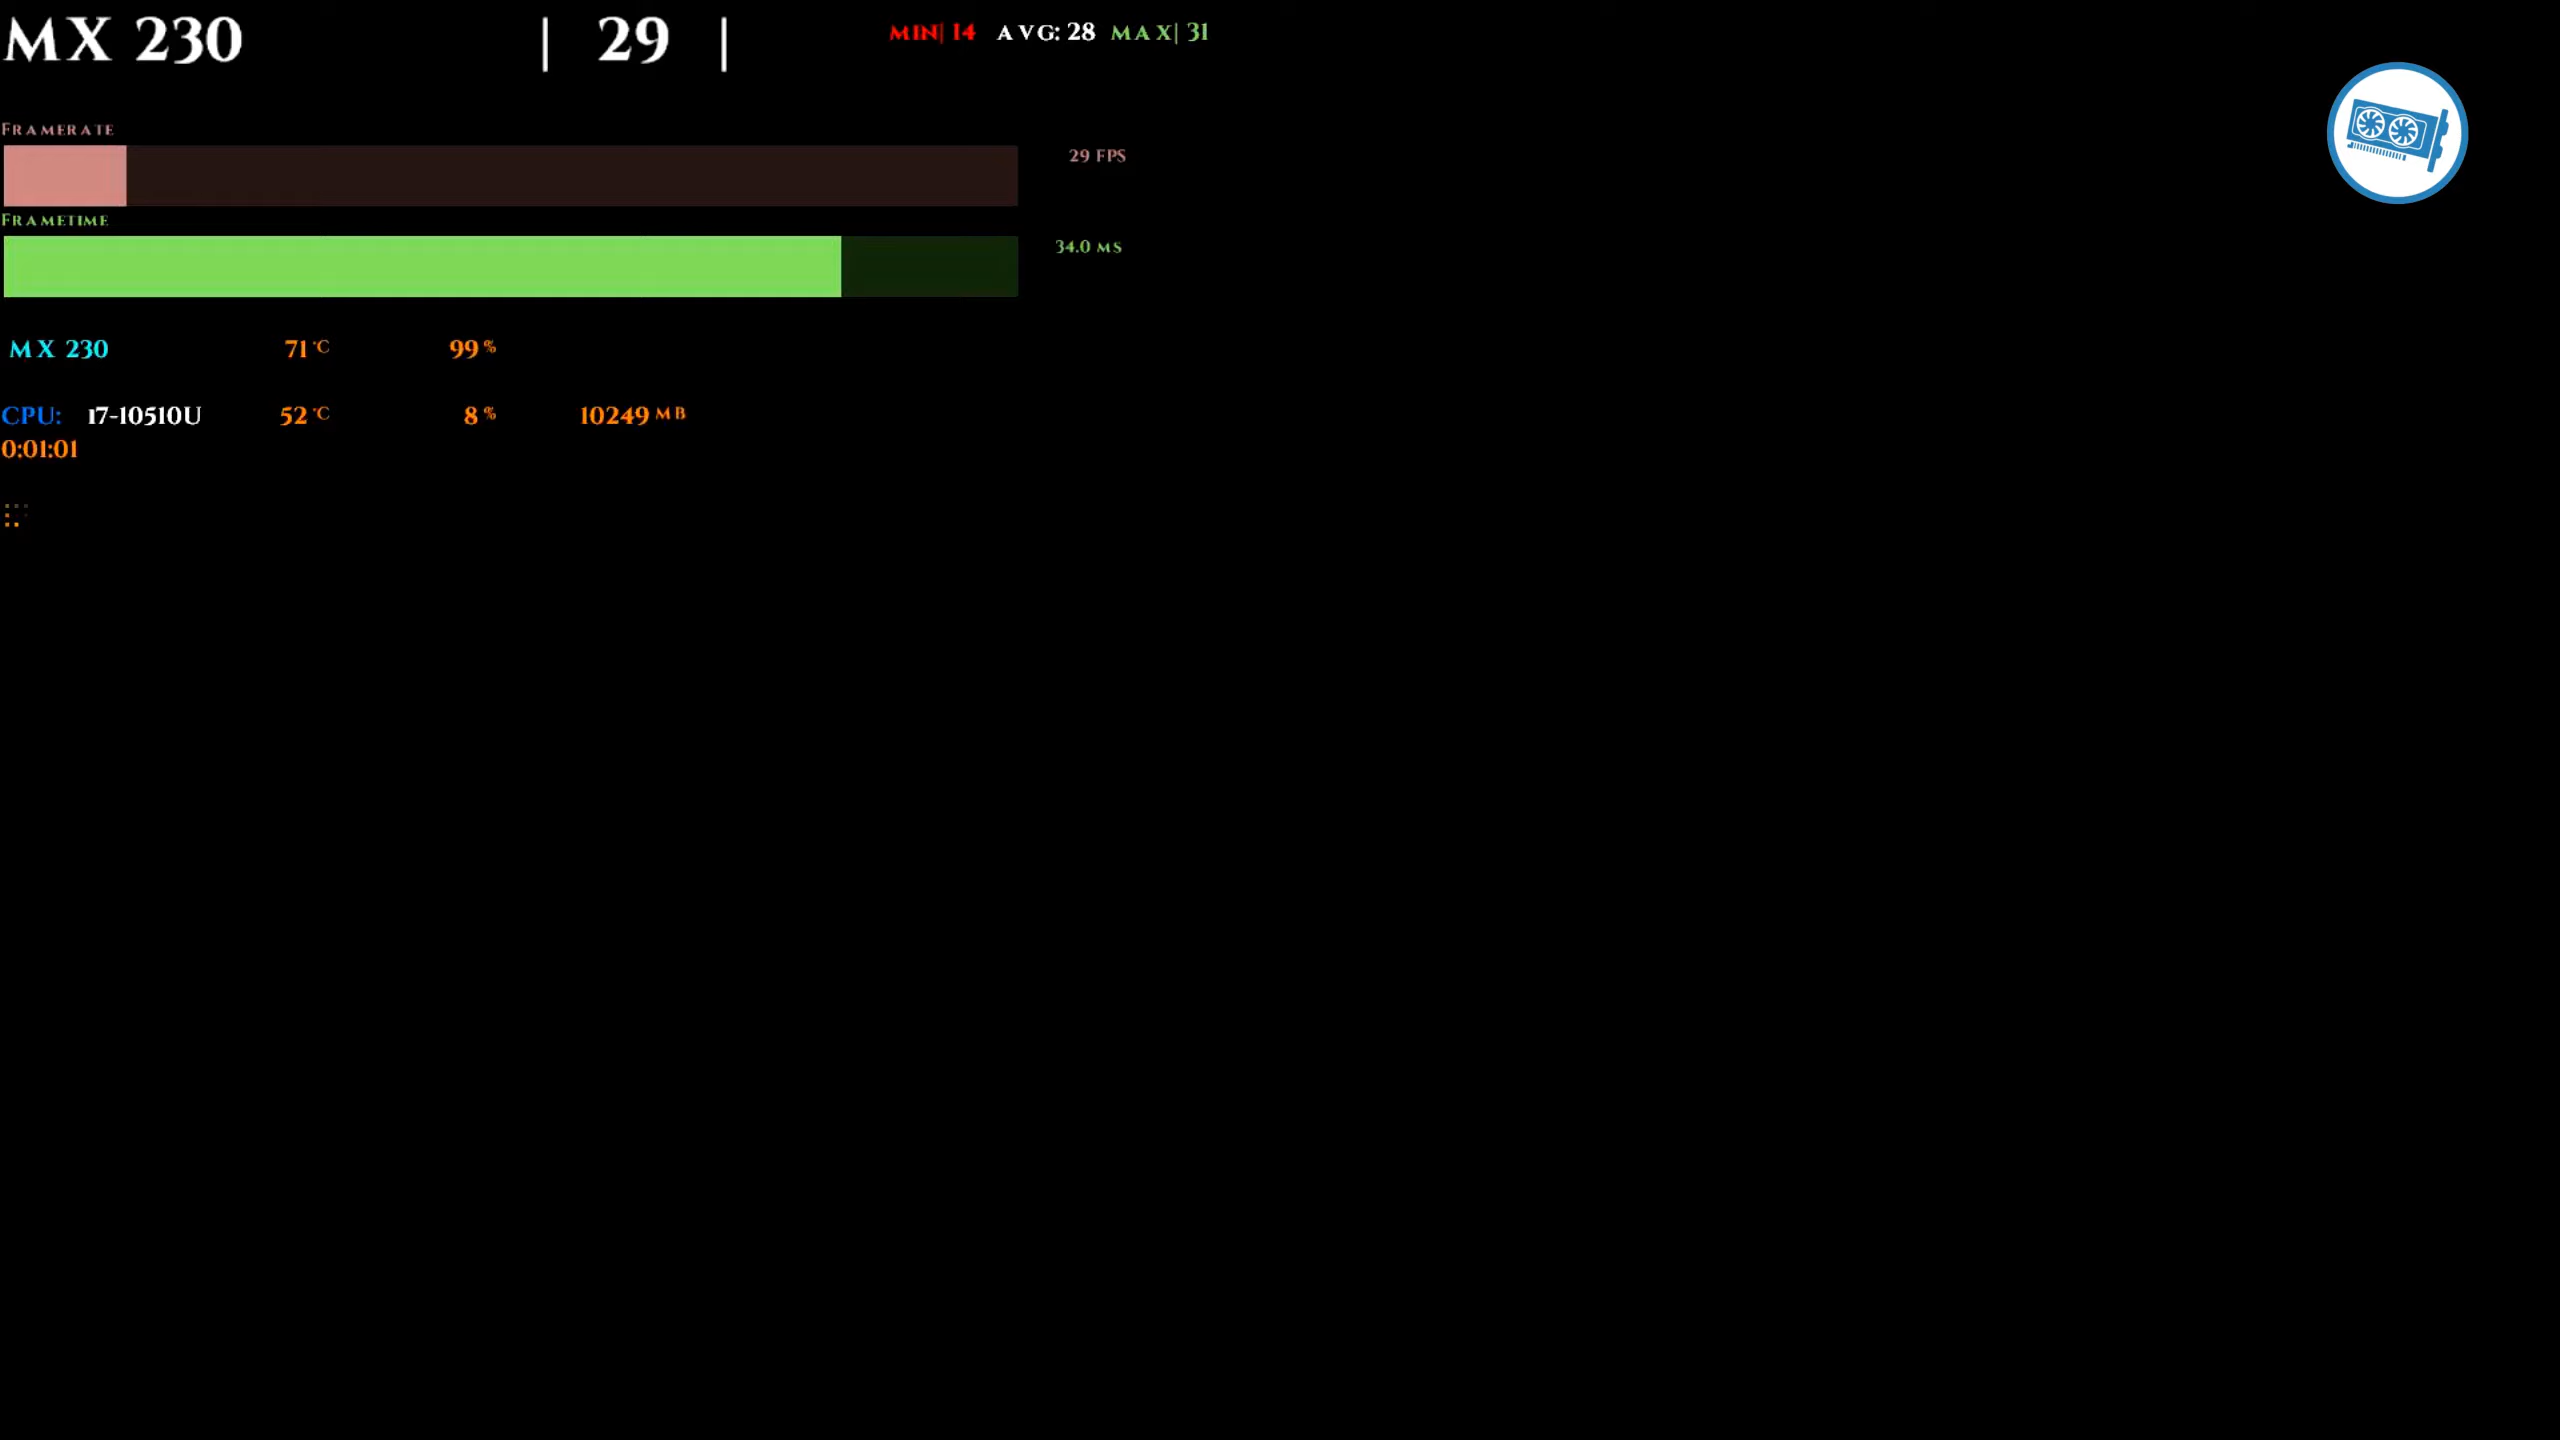 MX 230 | 29 | MIN| 14 AVG: 28 MAX| 31
FRAMERATE
29 FPS
FRAMETIME
34.0 MS
MX 230 71 °C 99 %
CPU: i7-10510U 52 °C 8 % 10249 MB
0:01:01